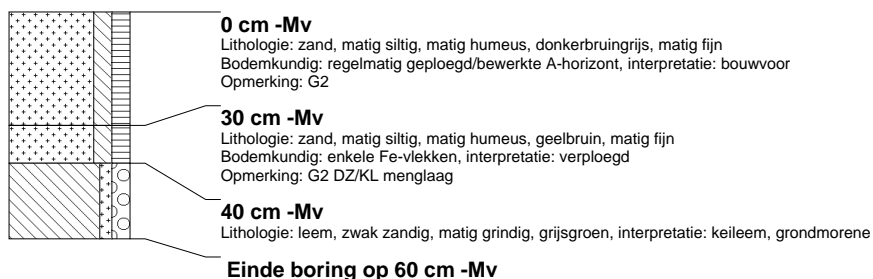 0 cm -Mv
Lithologie: zand, matig siltig, matig humeus, donkerbruingrijs, matig fijn
Bodemkundig: regelmatig geploegd/bewerkte A-horizont, interpretatie: bouwvoor
Opmerking: G2
30 cm -Mv
Lithologie: zand, matig siltig, matig humeus, geelbruin, matig fijn
Bodemkundig: enkele Fe-vlekken, interpretatie: verploegd
Opmerking: G2 DZ/KL menglaag
40 cm -Mv
Lithologie: leem, zwak zandig, matig grindig, grijsgroen, interpretatie: keileem, grondmorene
Einde boring op 60 cm -Mv